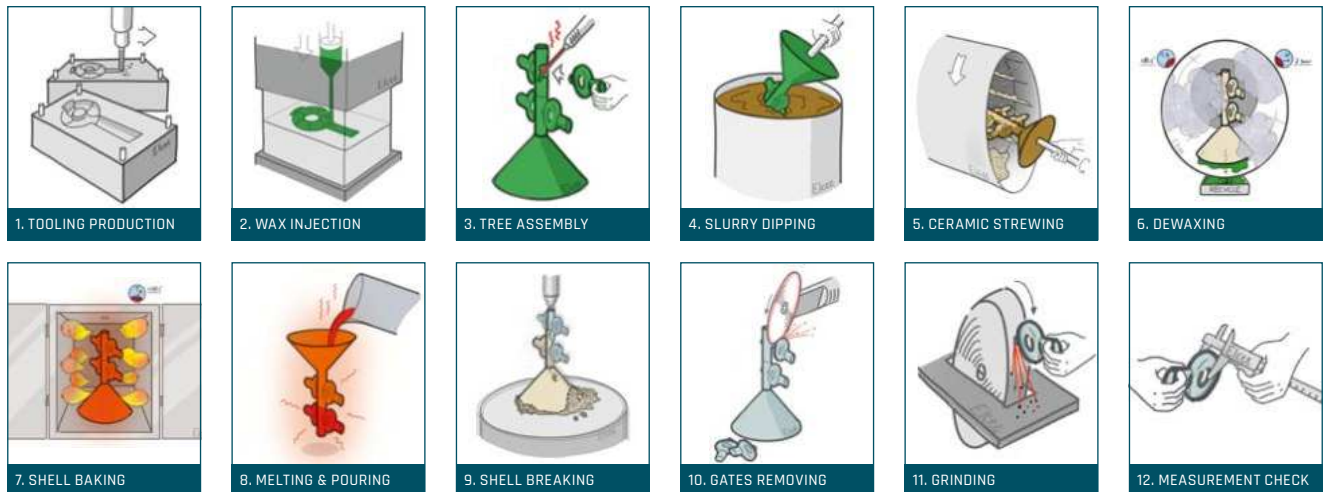 1. TOOLING PRODUCTION
2. WAX INJECTION
3. TREE ASSEMBLY
4. SLURRY DIPPING
5. CERAMIC STREWING
6. DEWAXING
RECYCLE
7. SHELL BAKING
8. MELTING & POURING
9. SHELL BREAKING
10. GATES REMOVING
11. GRINDING
12. MEASUREMENT CHECK